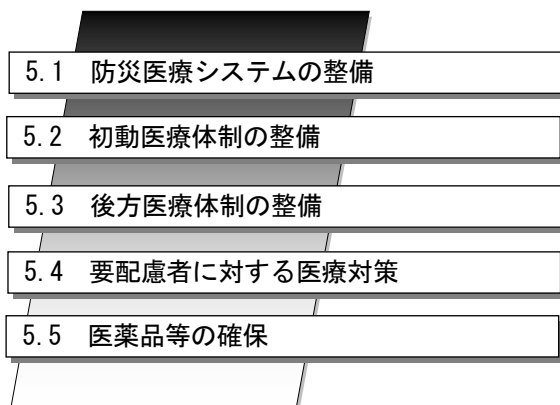 5.1 防災医療システムの整備
5.2 初動医療体制の整備
5.3 後方医療体制の整備
5.4 要配慮者に対する医療対策
5.5 医薬品等の確保